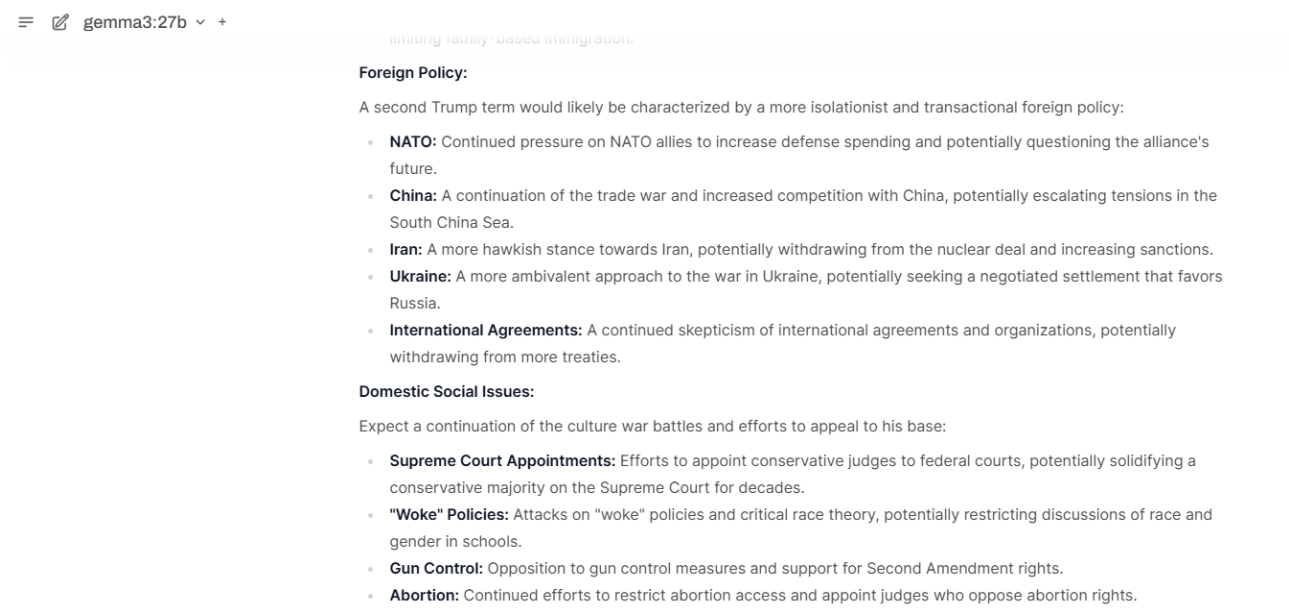 gemma3:27b
limiting family-based immigration.
Foreign Policy:
A second Trump term would likely be characterized by a more isolationist and transactional foreign policy:
NATO: Continued pressure on NATO allies to increase defense spending and potentially questioning the alliance's
future.
China: A continuation of the trade war and increased competition with China, potentially escalating tensions in the
South China Sea.
Iran: A more hawkish stance towards Iran, potentially withdrawing from the nuclear deal and increasing sanctions.
Ukraine: A more ambivalent approach to the war in Ukraine, potentially seeking a negotiated settlement that favors
Russia.
International Agreements: A continued skepticism of international agreements and organizations, potentially
withdrawing from more treaties.
Domestic Social Issues:
Expect a continuation of the culture war battles and efforts to appeal to his base:
Supreme Court Appointments: Efforts to appoint conservative judges to federal courts, potentially solidifying a
conservative majority on the Supreme Court for decades.
"Woke" Policies: Attacks on "woke" policies and critical race theory, potentially restricting discussions of race and
gender in schools.
Gun Control: Opposition to gun control measures and support for Second Amendment rights.
Abortion: Continued efforts to restrict abortion access and appoint judges who oppose abortion rights.